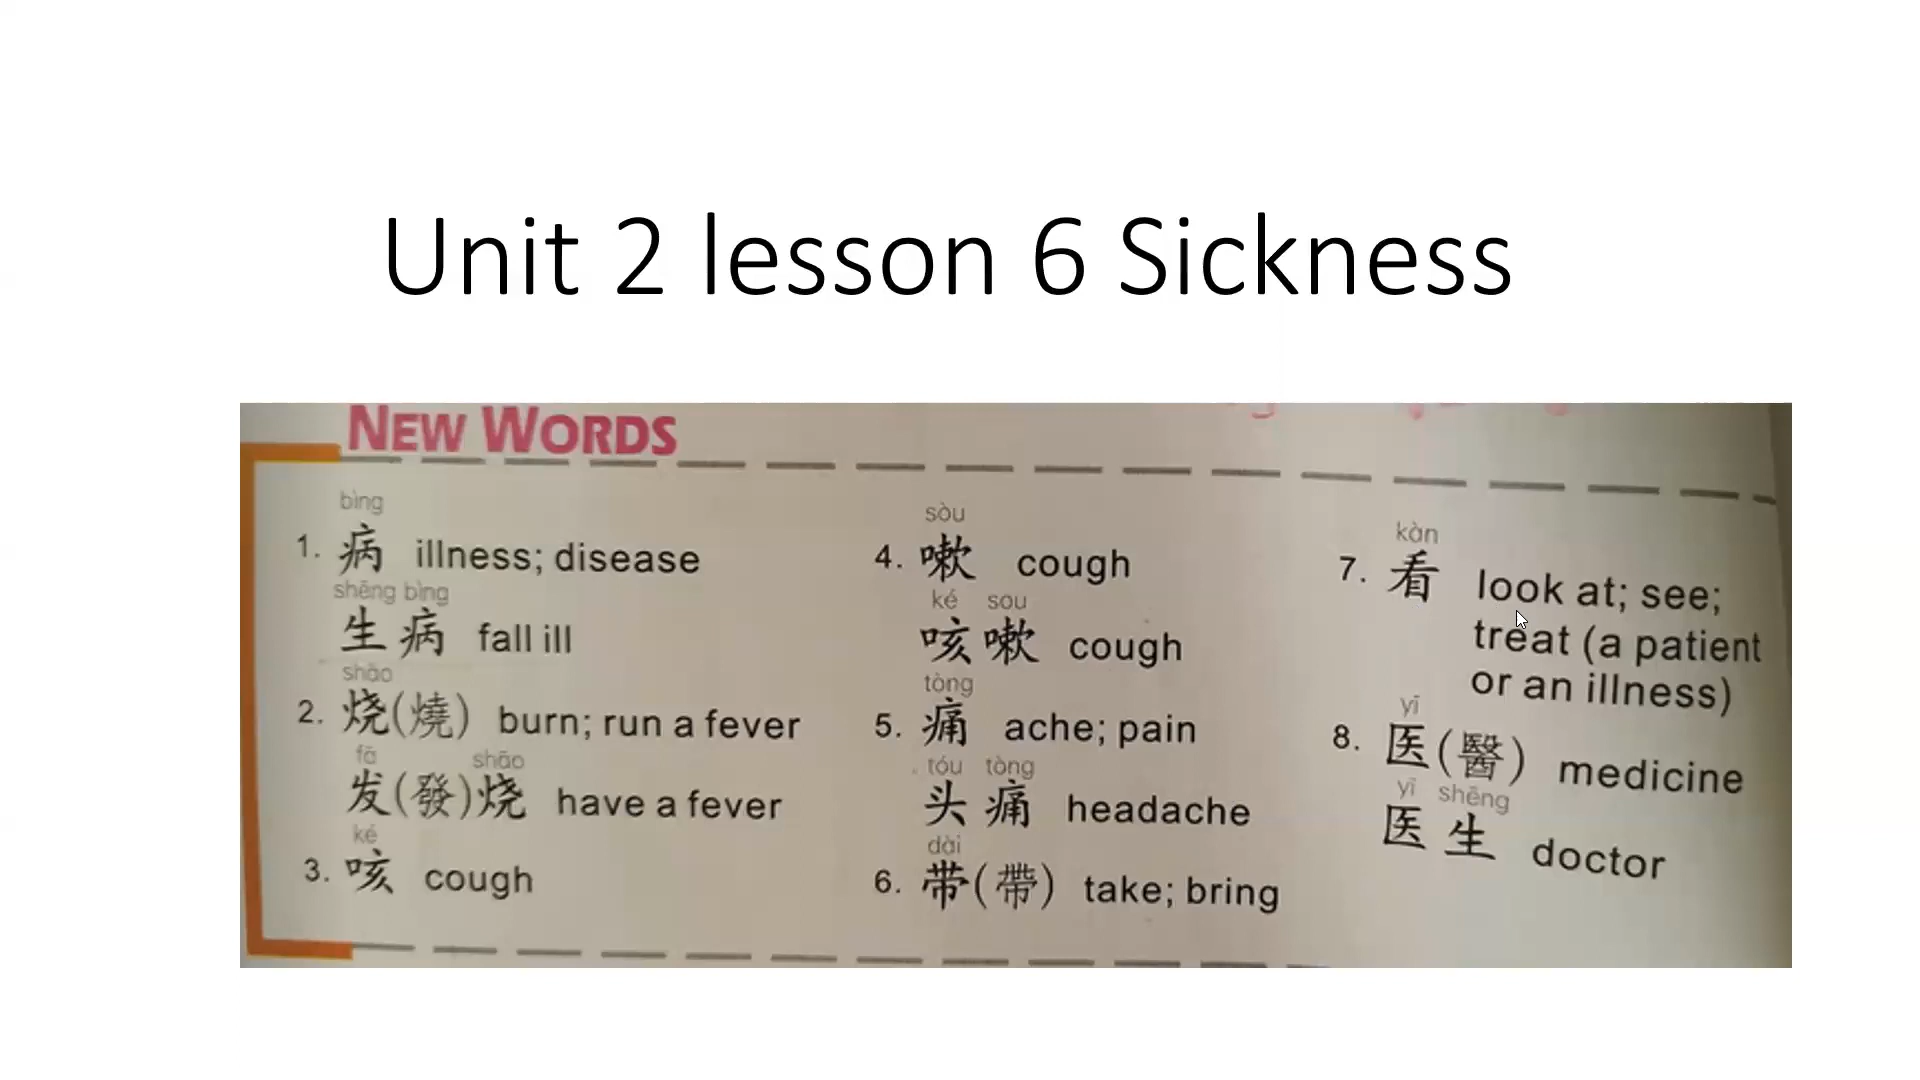 Unit 2 lesson 6 Sickness
NEW WORDS
bìng
1. 病 illness; disease
shēng bìng
生病 fall ill
shāo
2. 烧(燒) burn; run a fever
fā shāo
发(發)烧 have a fever
ké
3. 咳 cough
sòu
4. 嗽 cough
ké sou
咳嗽 cough
tòng
5. 痛 ache; pain
tóu tòng
头痛 headache
dài
6. 带(帶) take; bring
kàn
7. 看 look at; see;
treat (a patient
or an illness)
yī
8. 医(醫) medicine
yī shēng
医生 doctor